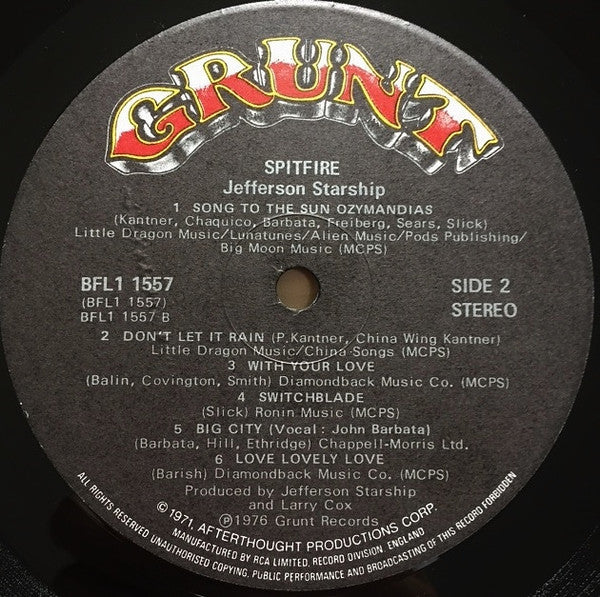 GRUNT
SPITFIRE
Jefferson Starship
1 SONG TO THE SUN OZYMANDIAS
(Kantner, Chaquico, Barbata, Freiberg, Sears, Slick)
Little Dragon Music/Lunatunes/Alien Music/Pods Publishing/
Big Moon Music (MCPS)
BFL1 1557
(BFL1 1557)
BFL1 1557 B
SIDE 2
STEREO
2 DON'T LET IT RAIN (P.Kantner, China Wing Kantner)
Little Dragon Music/China Songs (MCPS)
3 WITH YOUR LOVE
(Balin, Covington, Smith) Diamondback Music Co. (MCPS)
4 SWITCHBLADE
(Slick) Ronin Music (MCPS)
5 BIG CITY (Vocal: John Barbata)
(Barbata, Hill, Ethridge) Chappell-Morris Ltd.
6 LOVE LOVELY LOVE
(Barish) Diamondback Music Co. (MCPS)
Produced by Jefferson Starship
and Larry Cox
℗1976 Grunt Records
©1971, AFTERTHOUGHT PRODUCTIONS CORP.
MANUFACTURED BY RCA LIMITED, RECORD DIVISION, ENGLAND
ALL RIGHTS RESERVED UNAUTHORISED COPYING, PUBLIC PERFORMANCE AND BROADCASTING OF THIS RECORD FORBIDDEN